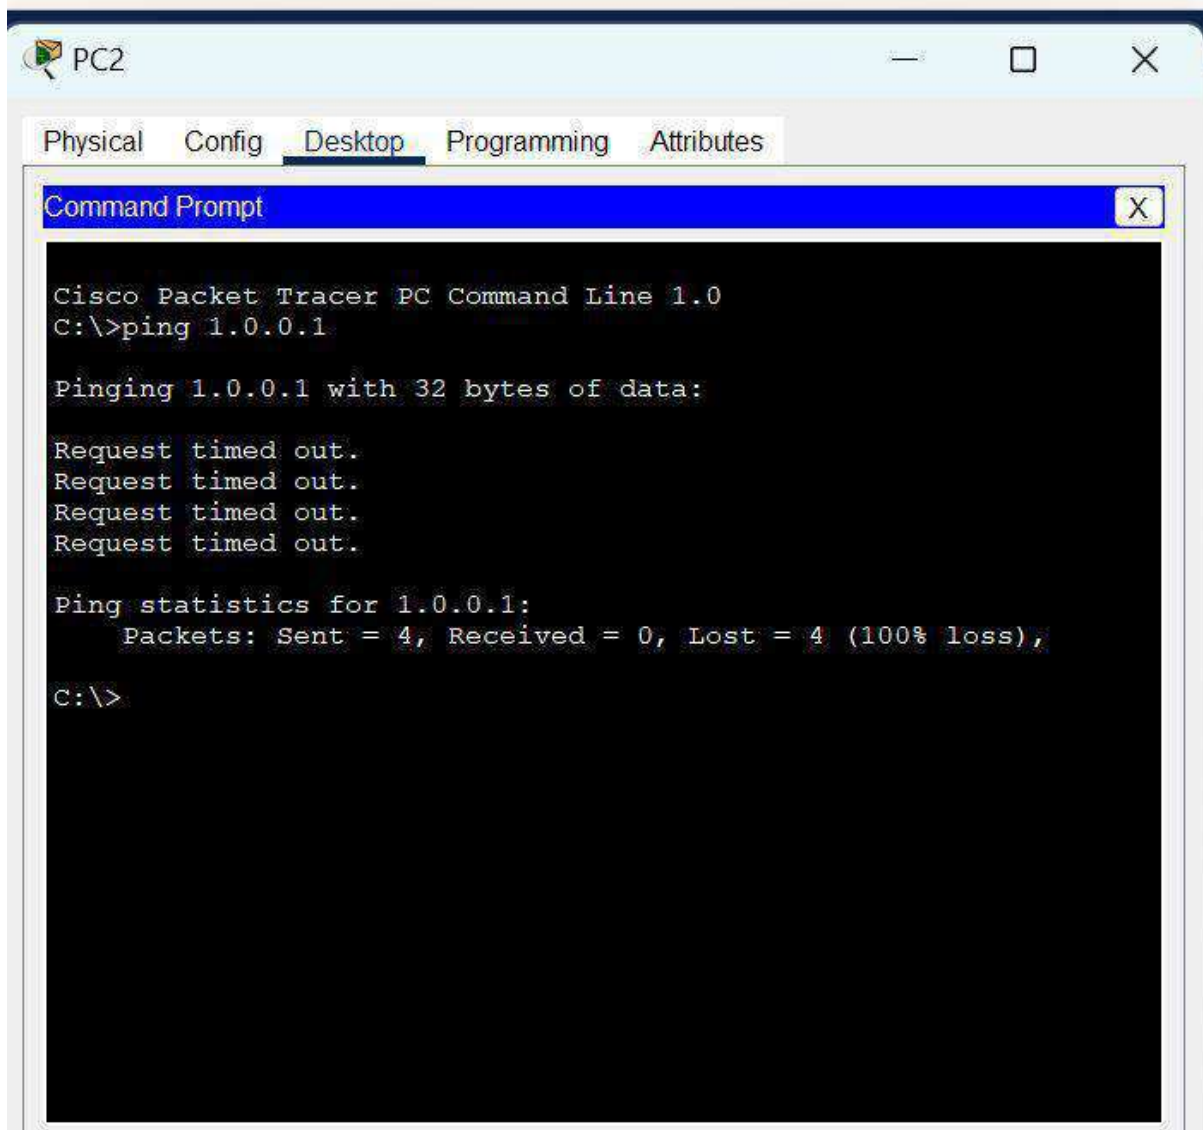 PC2
Physical Config Desktop Programming Attributes
Command Prompt
X
Cisco Packet Tracer PC Command Line 1.0
C:\>ping 1.0.0.1
Pinging 1.0.0.1 with 32 bytes of data:
Request timed out.
Request timed out.
Request timed out.
Request timed out.
Ping statistics for 1.0.0.1:
Packets: Sent = 4, Received = 0, Lost = 4 (100% loss),
C:\>